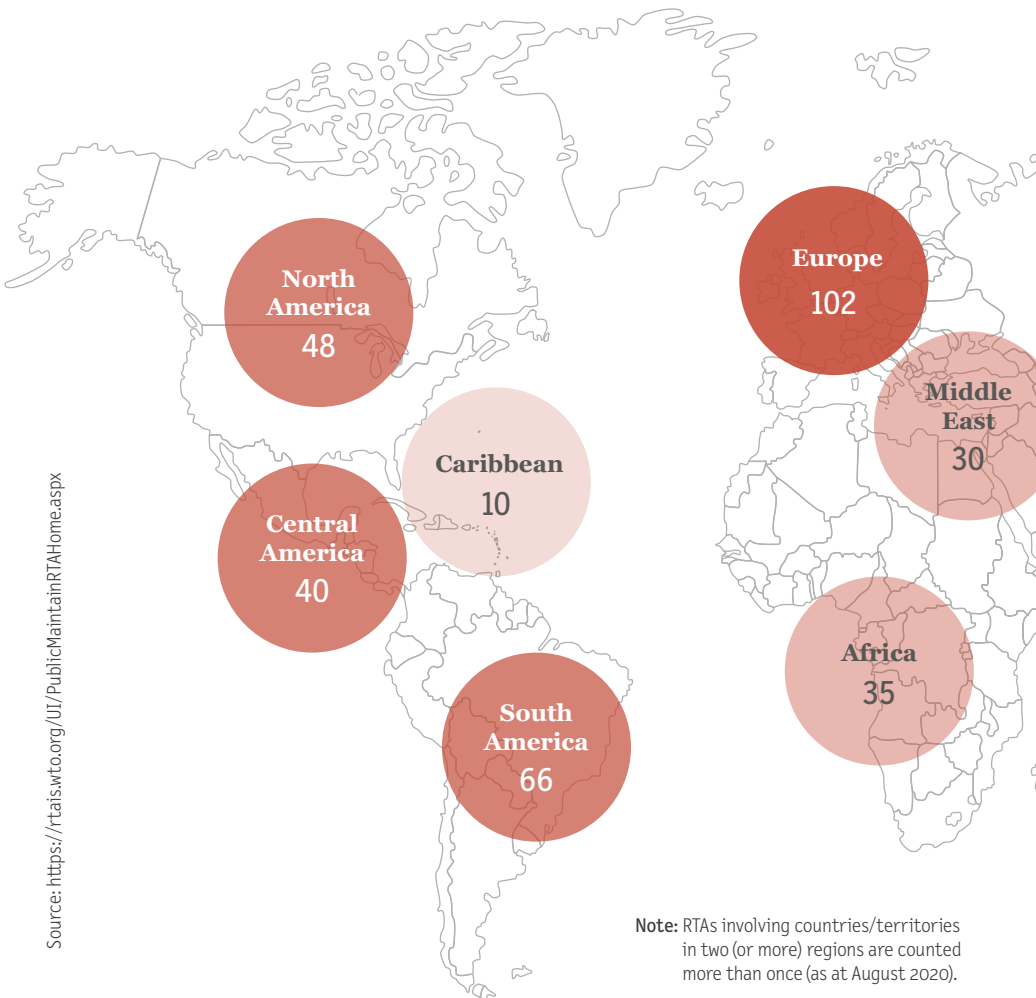 North
America
48
Europe
102
Middle
East
30
Caribbean
10
Central
America
40
Africa
35
South
America
66
Source: https://rtais.wto.org/UI/PublicMaintainRTAHome.aspx
Note: RTAs involving countries/territories
in two (or more) regions are counted
more than once (as at August 2020).